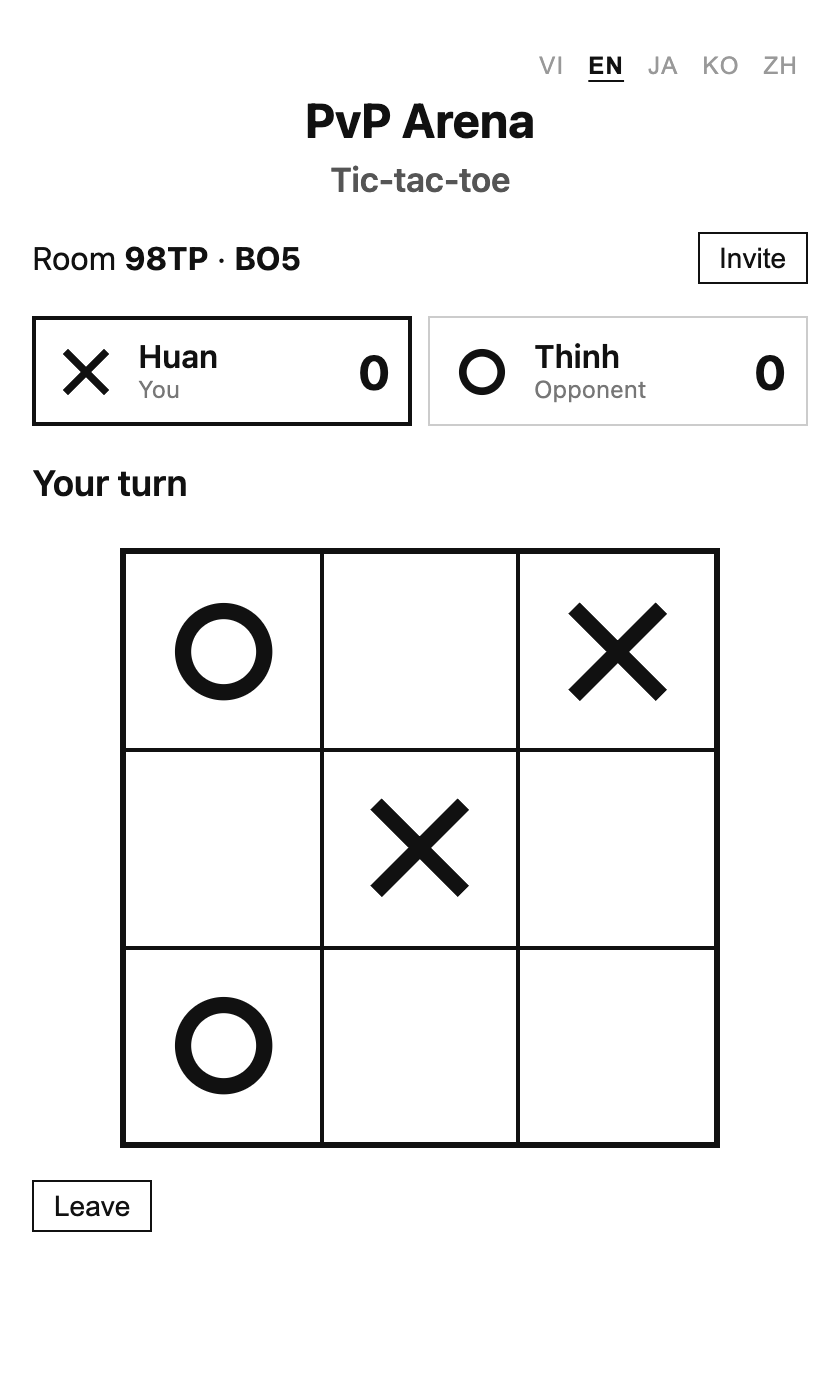 VI EN JA KO ZH
PvP Arena
Tic-tac-toe
Room 98TP · BO5
Invite
Huan
You
0
Thinh
Opponent
0
Your turn
Leave